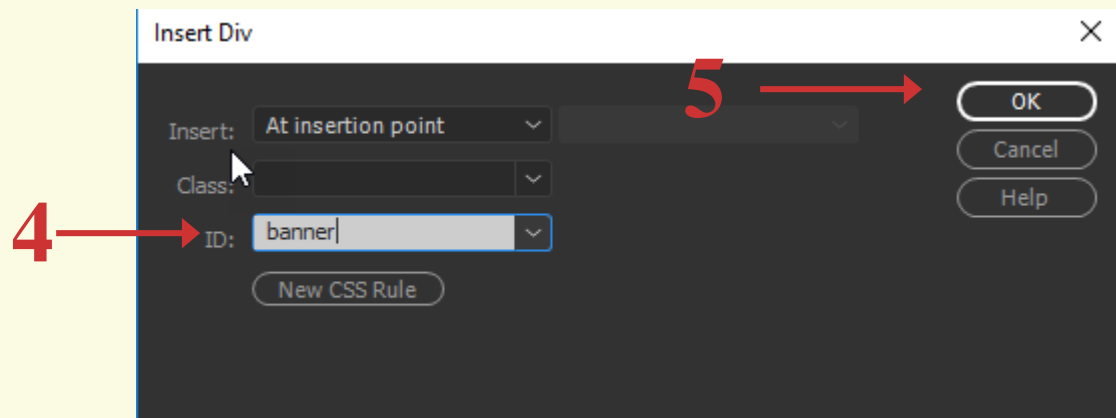 Insert Div
5
OK
Insert: At insertion point
Cancel
Class:
Help
4
ID: banner
New CSS Rule